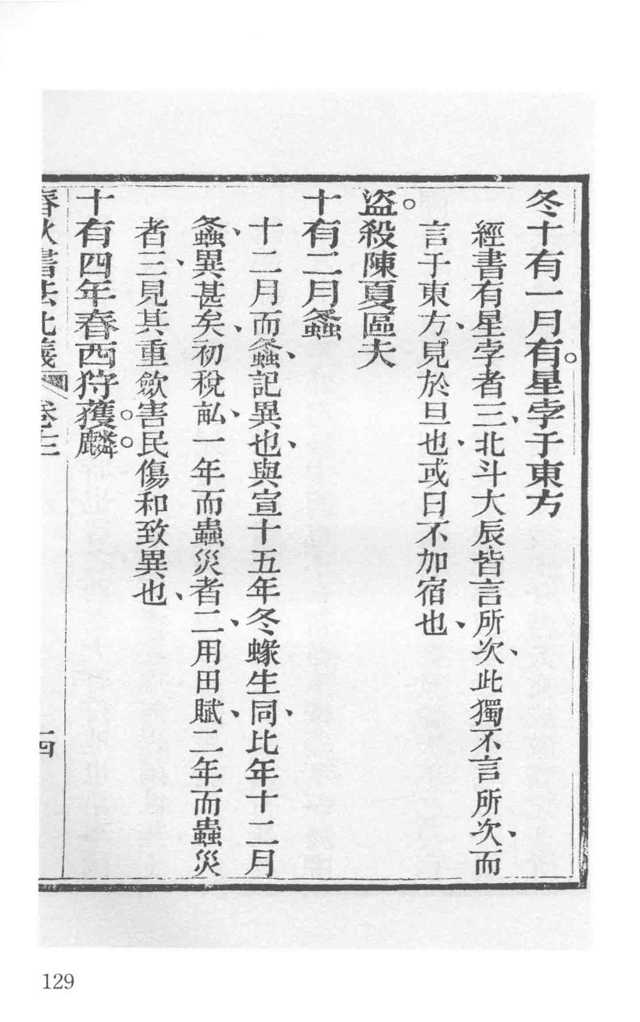 冬十有一月有星孛于東方
經書有星孛者三北斗大辰皆言所次此獨不言所次而
言于東方見於旦也或曰不加宿也
盜殺陳夏區夫
十有二月螽
十二月而螽記異也與宣十五年冬蝝生同比年十二月
螽異甚矣初稅畝一年而蟲災者二用田賦二年而蟲災
者三見其重斂害民傷和致異也
十有四年春西狩獲麟
春秋書法比義 卷十二 四
129